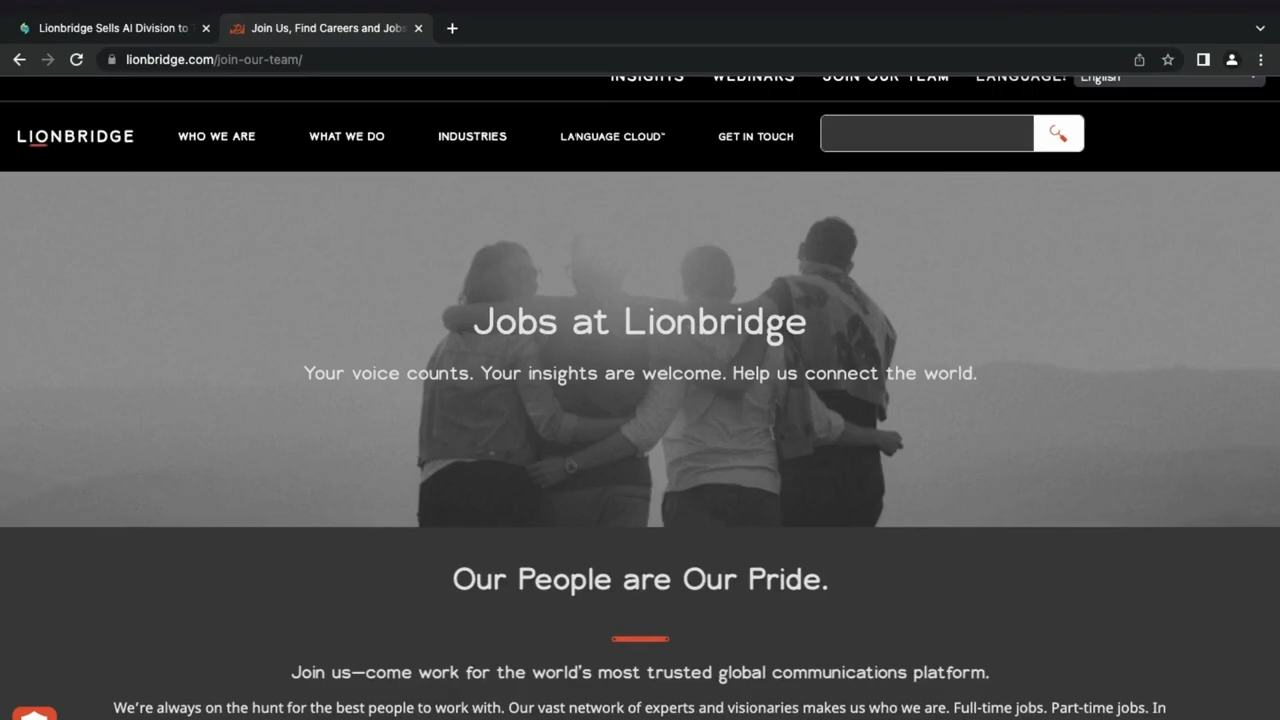 Lionbridge Sells AI Division to
Join Us, Find Careers and Jobs
lionbridge.com/join-our-team/
INSIGHTS WEBINARS JOIN OUR TEAM LANGUAGE: English
LIONBRIDGE WHO WE ARE WHAT WE DO INDUSTRIES LANGUAGE CLOUD™ GET IN TOUCH
Jobs at Lionbridge
Your voice counts. Your insights are welcome. Help us connect the world.
Our People are Our Pride.
Join us—come work for the world's most trusted global communications platform.
We're always on the hunt for the best people to work with. Our vast network of experts and visionaries makes us who we are. Full-time jobs. Part-time jobs. In